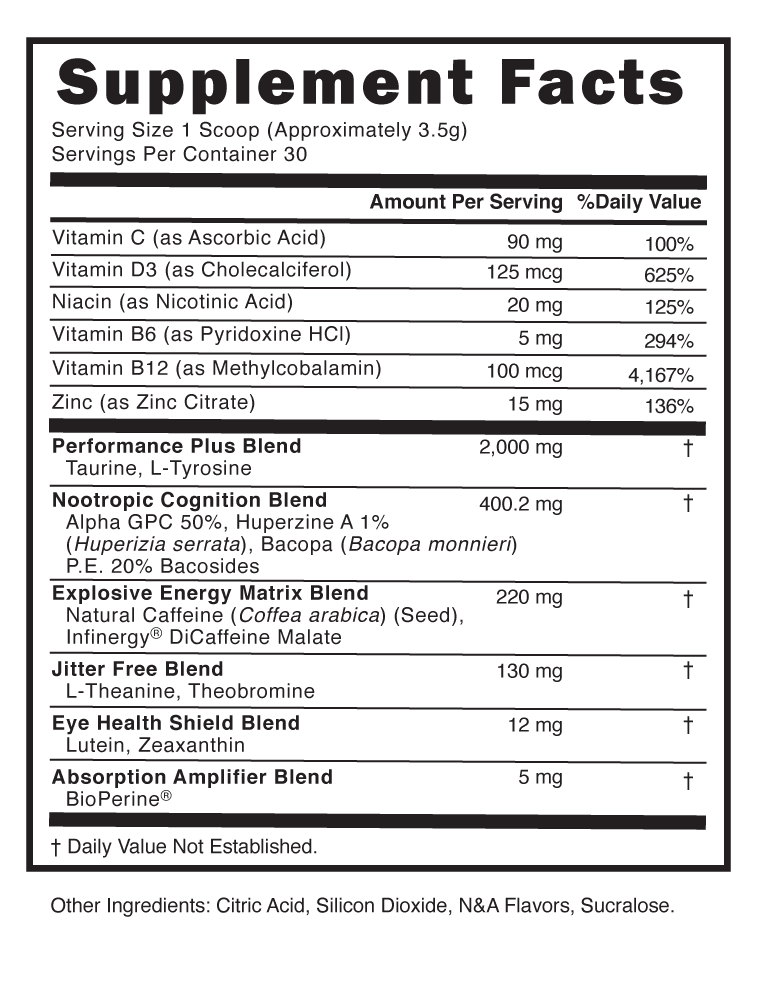 Supplement Facts
Serving Size 1 Scoop (Approximately 3.5g)
Servings Per Container 30
Amount Per Serving %Daily Value
Vitamin C (as Ascorbic Acid) 90 mg 100%
Vitamin D3 (as Cholecalciferol) 125 mcg 625%
Niacin (as Nicotinic Acid) 20 mg 125%
Vitamin B6 (as Pyridoxine HCl) 5 mg 294%
Vitamin B12 (as Methylcobalamin) 100 mcg 4,167%
Zinc (as Zinc Citrate) 15 mg 136%
Performance Plus Blend 2,000 mg †
Taurine, L-Tyrosine
Nootropic Cognition Blend 400.2 mg †
Alpha GPC 50%, Huperzine A 1%
(Huperizia serrata), Bacopa (Bacopa monnieri)
P.E. 20% Bacosides
Explosive Energy Matrix Blend 220 mg †
Natural Caffeine (Coffea arabica) (Seed),
Infinergy® DiCaffeine Malate
Jitter Free Blend 130 mg †
L-Theanine, Theobromine
Eye Health Shield Blend 12 mg †
Lutein, Zeaxanthin
Absorption Amplifier Blend 5 mg †
BioPerine®
† Daily Value Not Established.
Other Ingredients: Citric Acid, Silicon Dioxide, N&A Flavors, Sucralose.